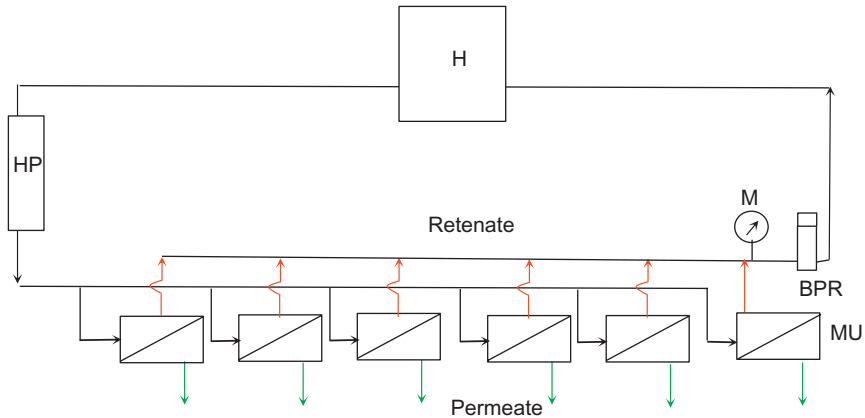 H
HP
M
Retenate
BPR
MU
Permeate